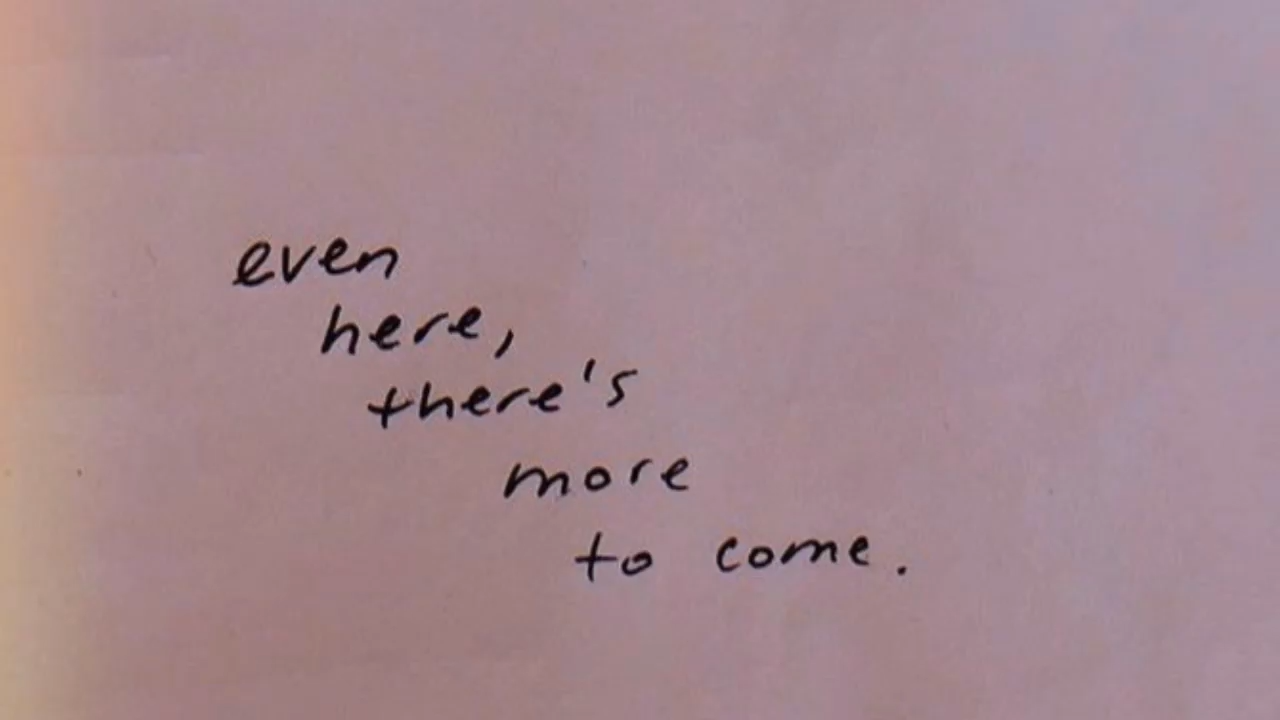 even
here,
there's
more
to come.